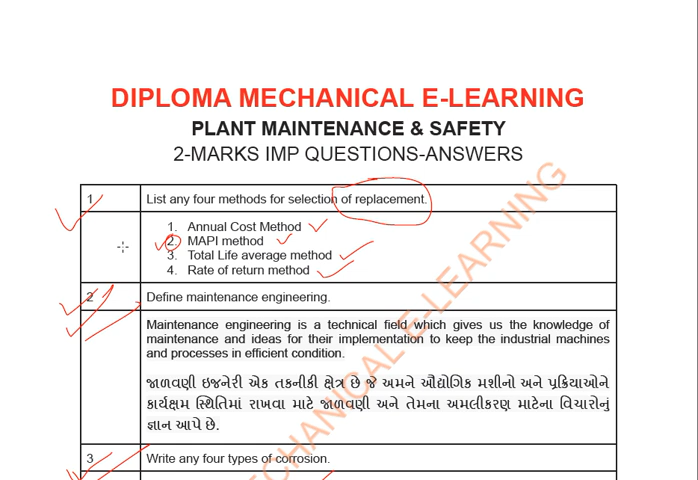 DIPLOMA MECHANICAL E-LEARNING
PLANT MAINTENANCE & SAFETY
2-MARKS IMP QUESTIONS-ANSWERS
1 List any four methods for selection of replacement.
1. Annual Cost Method
2. MAPI method
3. Total Life average method
4. Rate of return method
2 Define maintenance engineering.
Maintenance engineering is a technical field which gives us the knowledge of
maintenance and ideas for their implementation to keep the industrial machines
and processes in efficient condition.
જાળવણી ઇજનેરી એક તકનીકી ક્ષેત્ર છે જે અમને ઔદ્યોગિક મશીનો અને પ્રક્રિયાઓને
કાર્યક્ષમ સ્થિતિમાં રાખવા માટે જાળવણી અને તેમના અમલીકરણ માટેના વિચારોનું
જ્ઞાન આપે છે.
3 Write any four types of corrosion.
ECHANICAL E-LEARNING